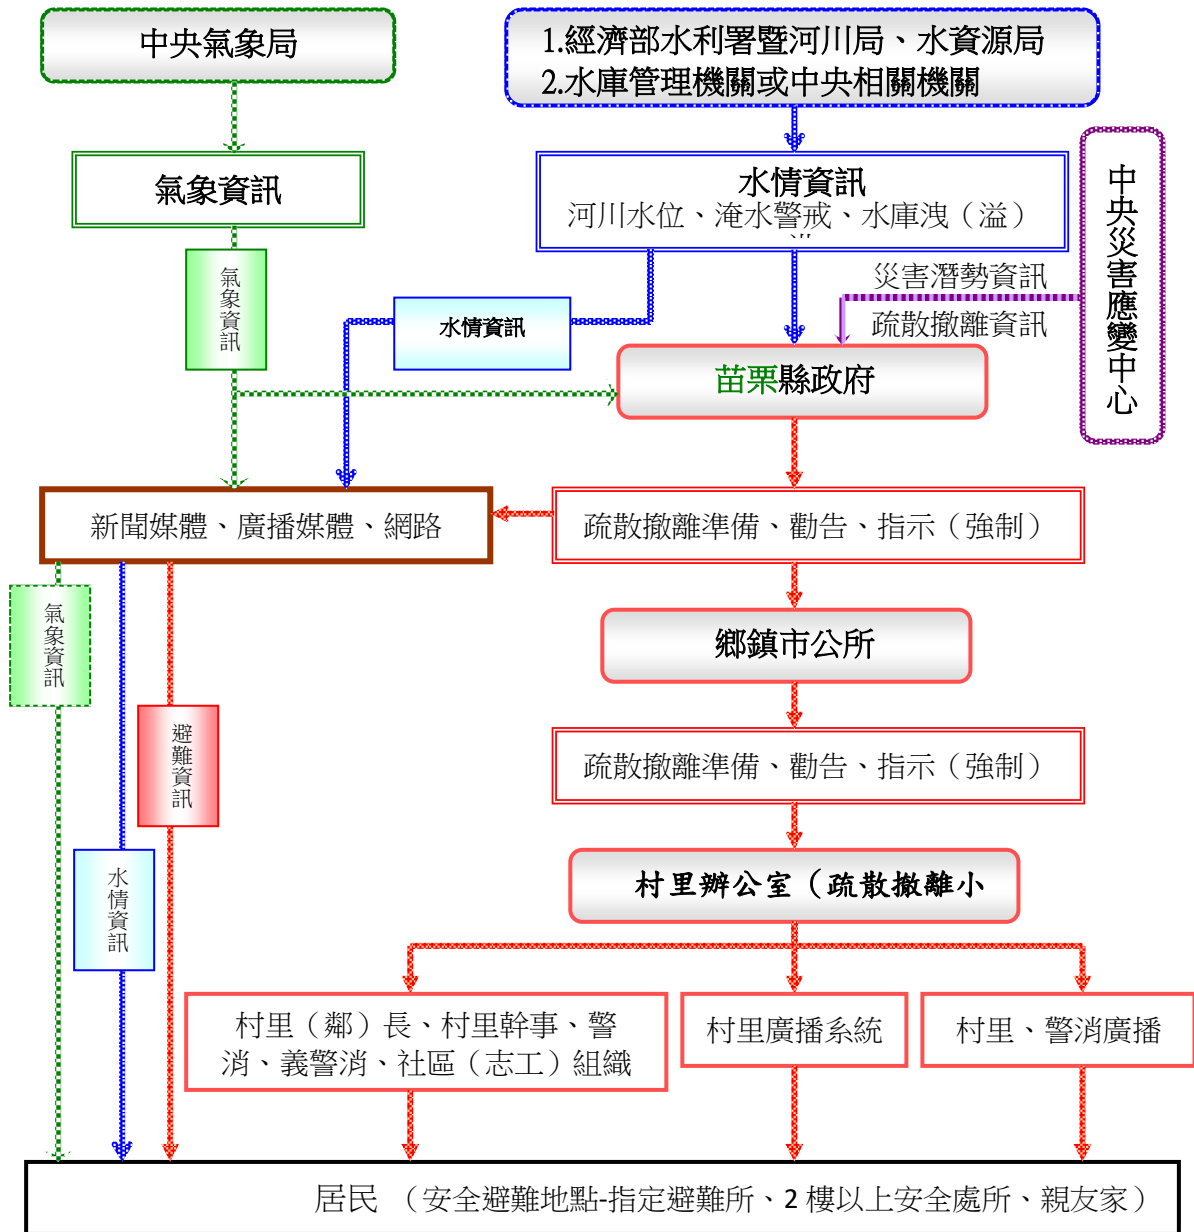 中央氣象局
1.經濟部水利署暨河川局、水資源局
2.水庫管理機關或中央相關機關
氣象資訊
水情資訊
河川水位、淹水警戒、水庫洩（溢）
中央災害應變中心
氣象資訊
水情資訊
災害潛勢資訊
疏散撤離資訊
苗栗縣政府
新聞媒體、廣播媒體、網路
疏散撤離準備、勸告、指示（強制）
氣象資訊
鄉鎮市公所
避難資訊
疏散撤離準備、勸告、指示（強制）
水情資訊
村里辦公室（疏散撤離小
村里（鄰）長、村里幹事、警
消、義警消、社區（志工）組織
村里廣播系統
村里、警消廣播
居民 （安全避難地點-指定避難所、2 樓以上安全處所、親友家）